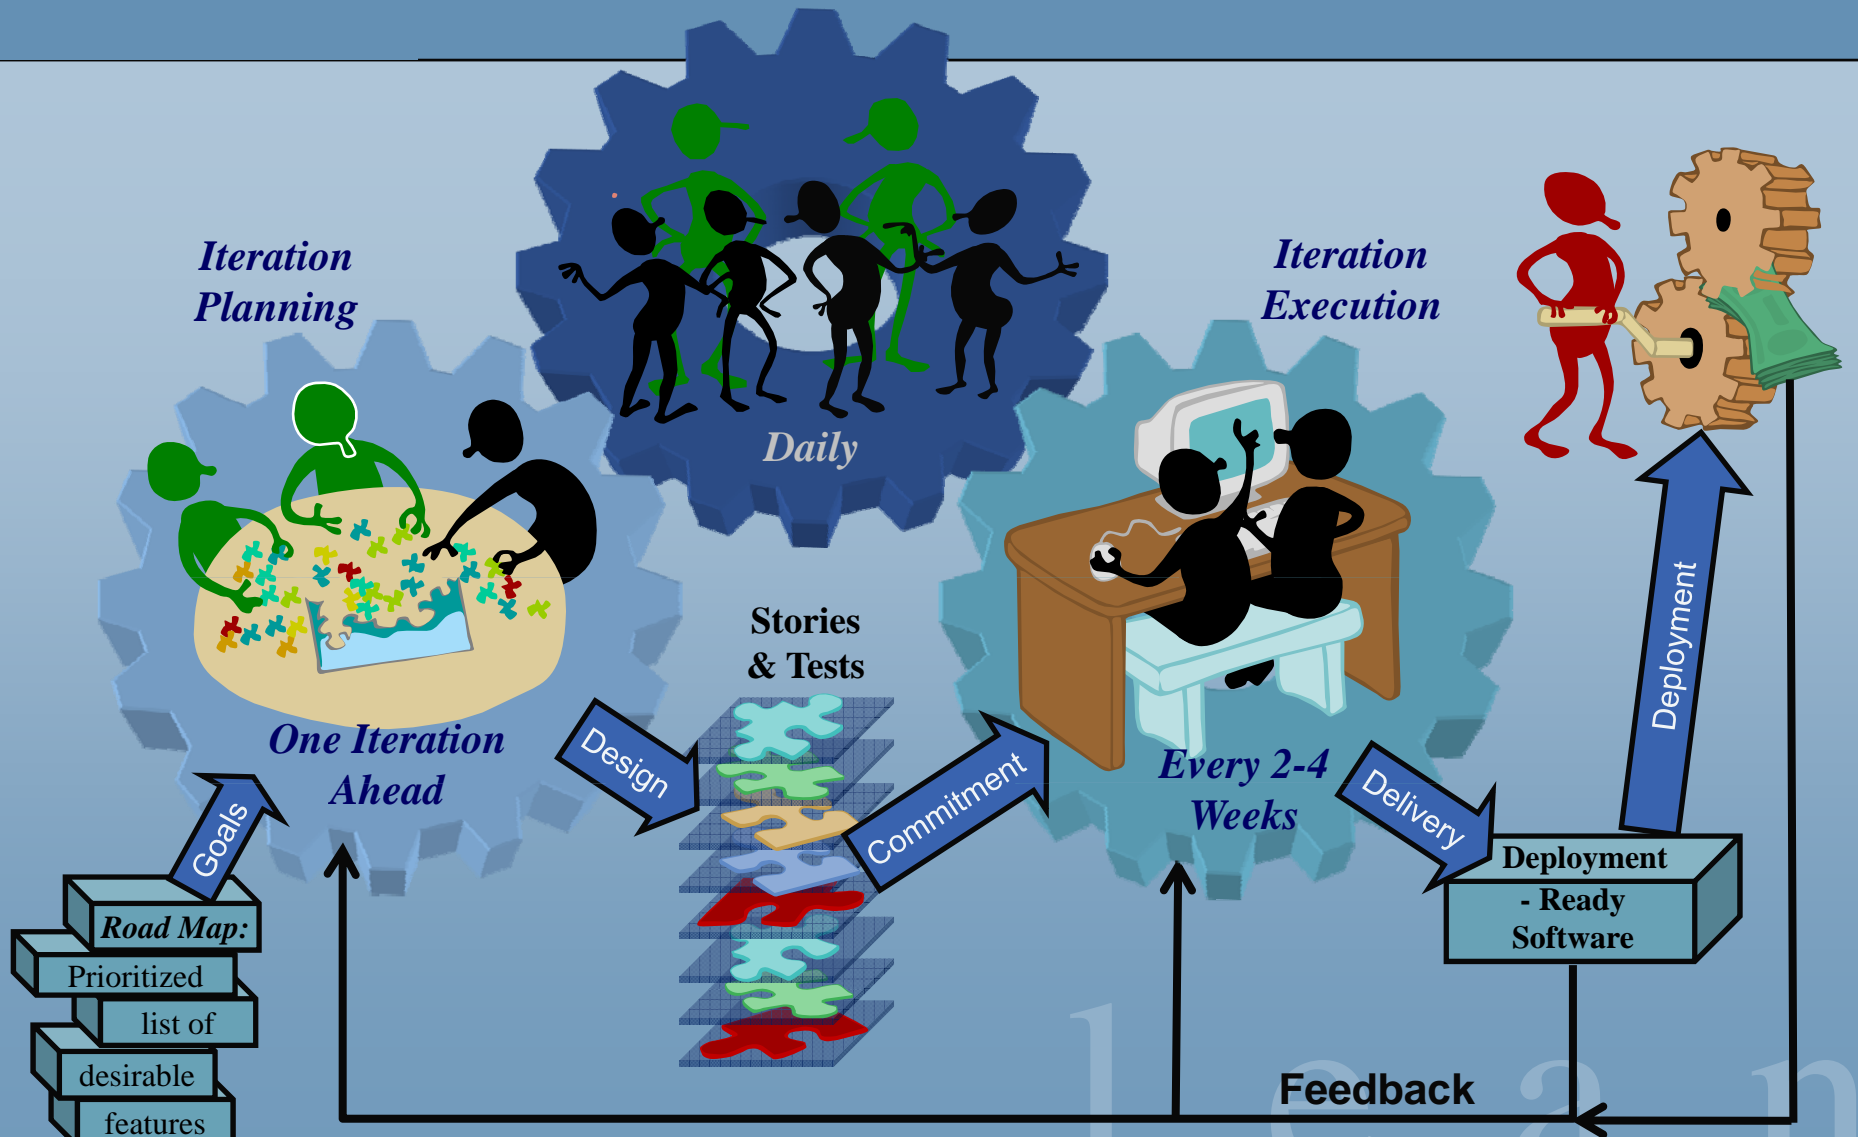 Iteration
Planning
Daily
Iteration
Execution
One Iteration
Ahead
Goals
Design
Stories
& Tests
Commitment
Every 2-4
Weeks
Delivery
Deployment
Deployment
- Ready
Software
Road Map:
Prioritized
list of
desirable
features
Feedback
lean